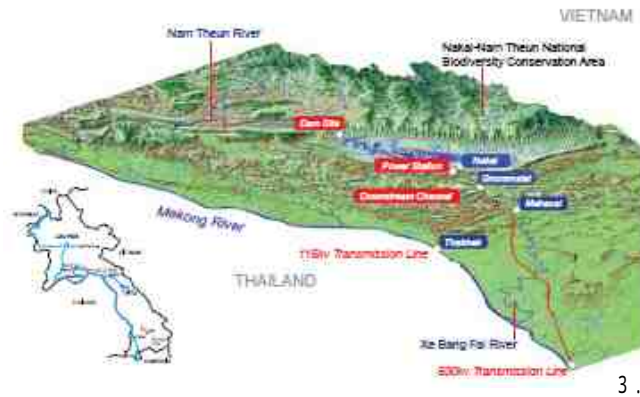 VIETNAM
Nam Theun River
Nakai-Nam Theun National
Biodiversity Conservation Area
Dam Site
Nakai
Power Station
Gnommalat
Downstream Channel
Mahaxai
Mekong River
Thakhek
115kv Transmission Line
THAILAND
Xe Bang Fai River
500kv Transmission Line
3.